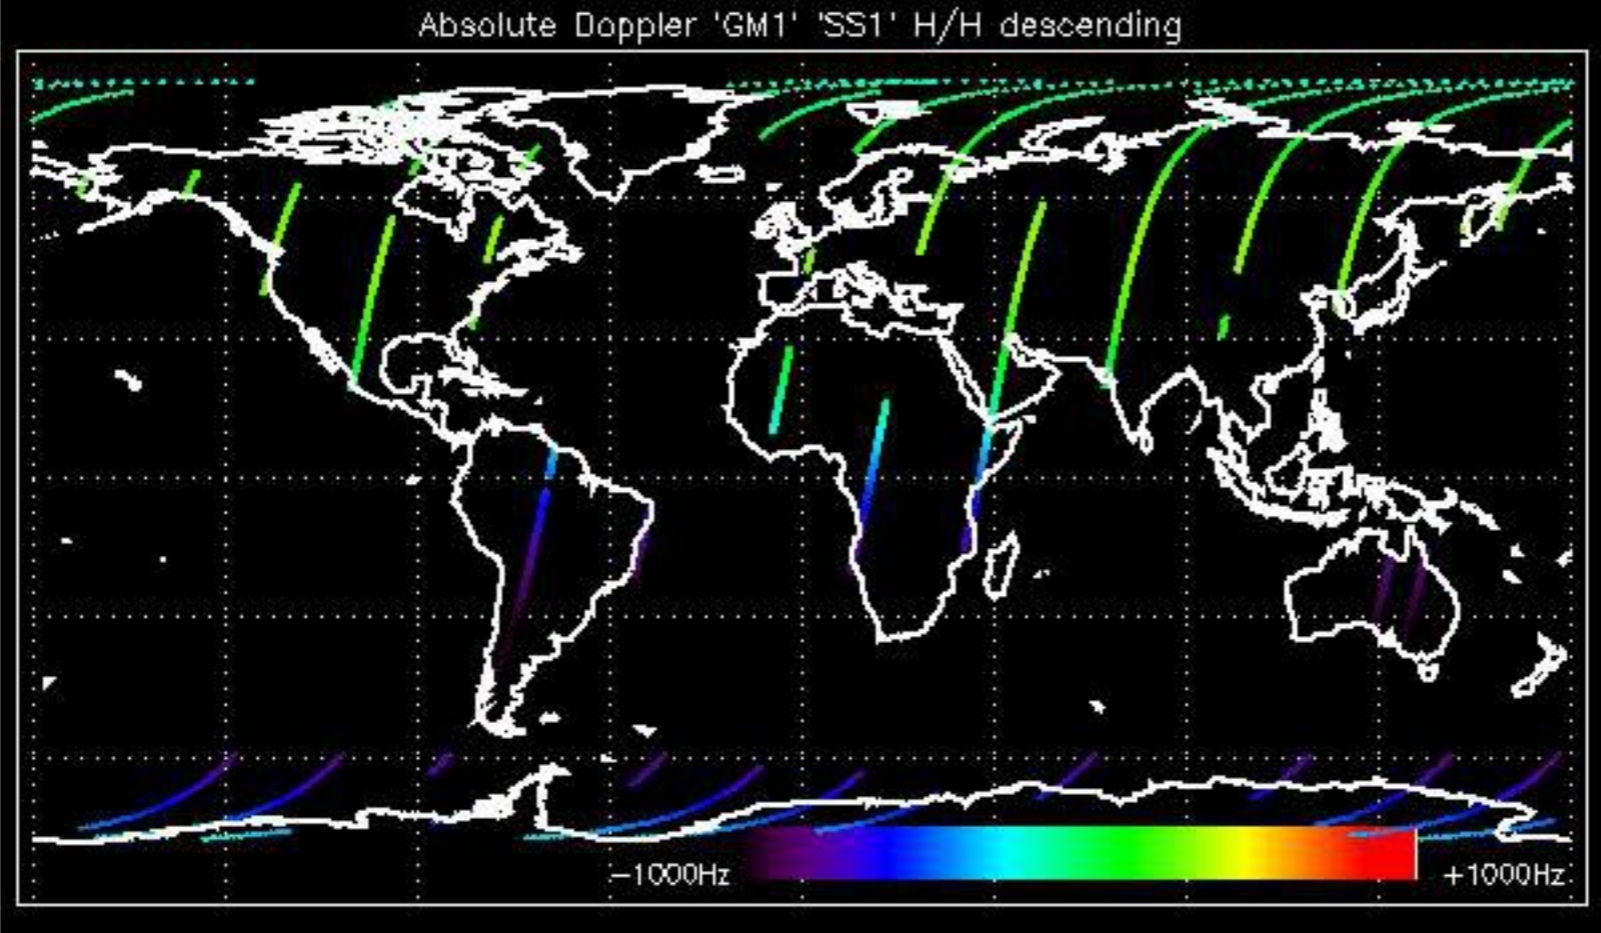 Absolute Doppler 'GM1' 'SS1' H/H descending
−1000Hz +1000Hz